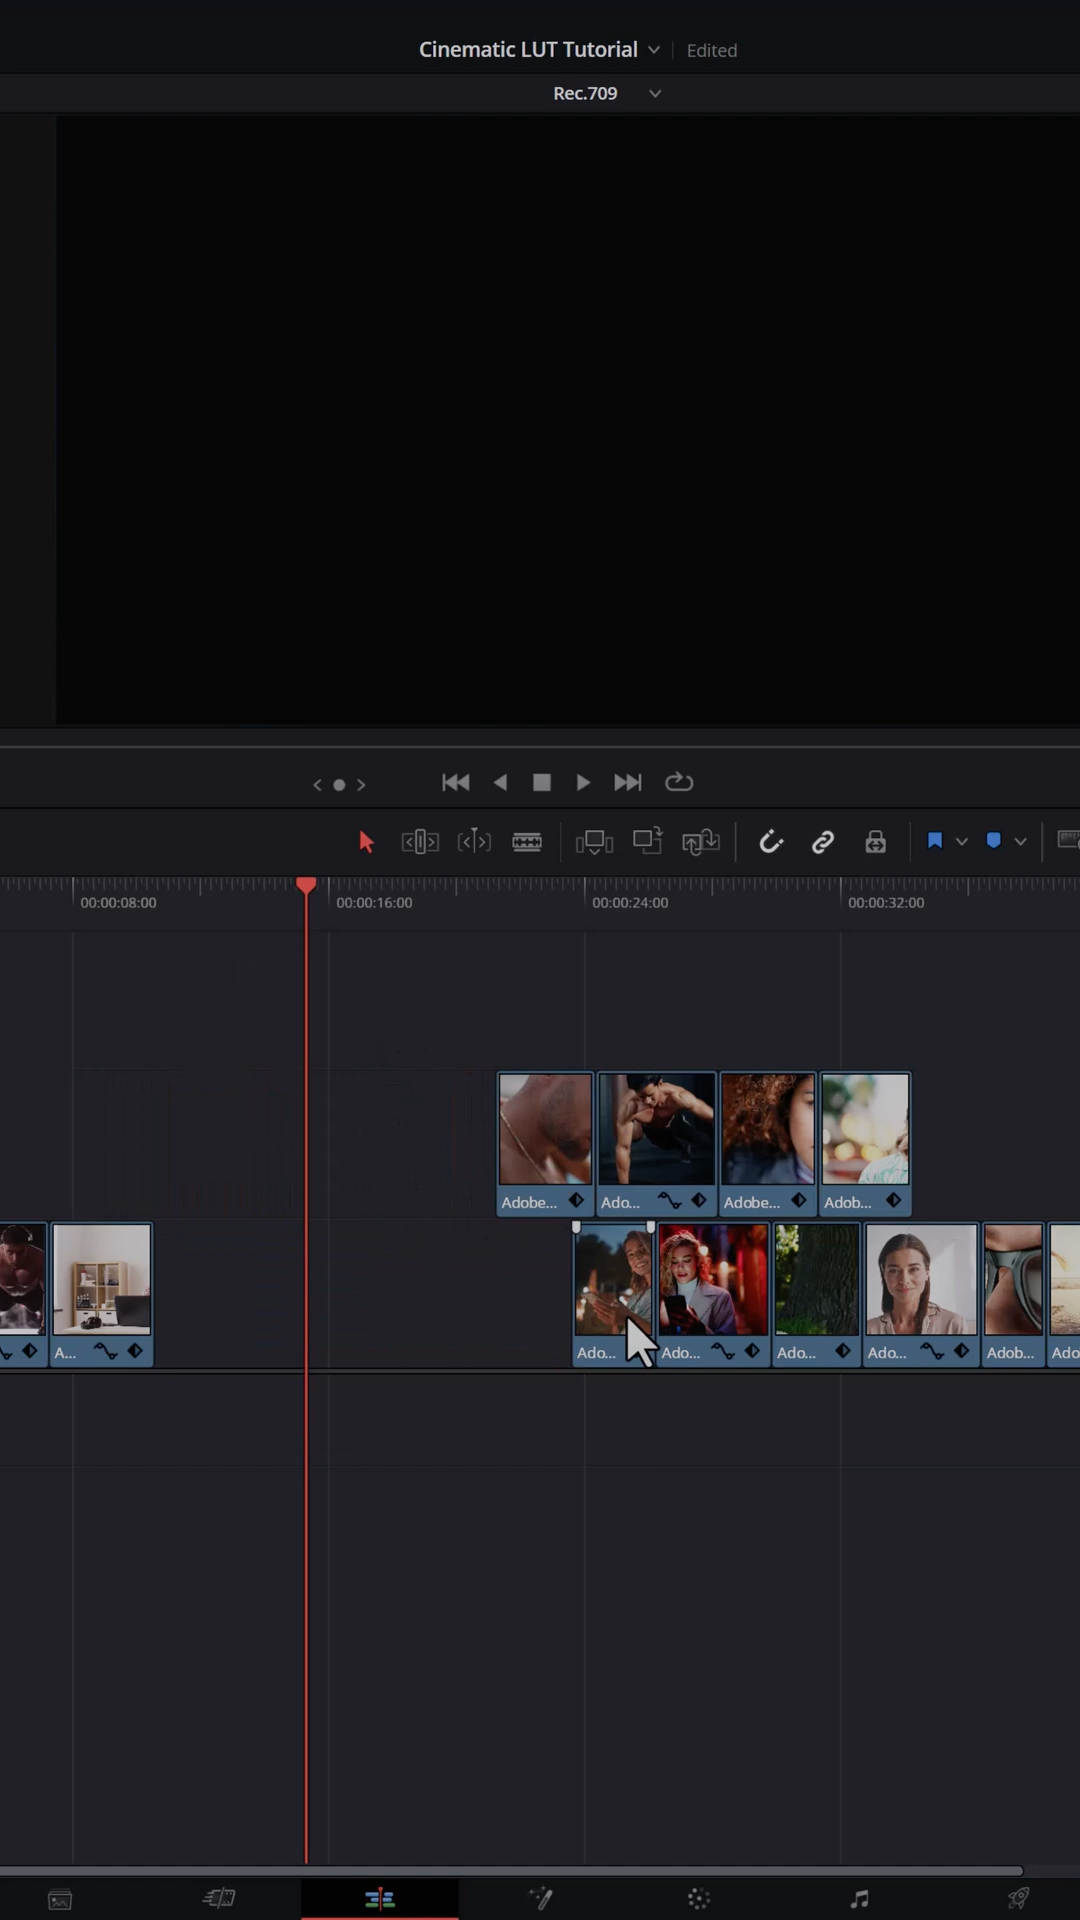 Cinematic LUT Tutorial Edited
Rec.709
00:00:08:00 00:00:16:00 00:00:24:00 00:00:32:00
Adobe... Ado... Adobe... Adob...
A... Ado... Ado... Ado... Ado... Adob... Ado